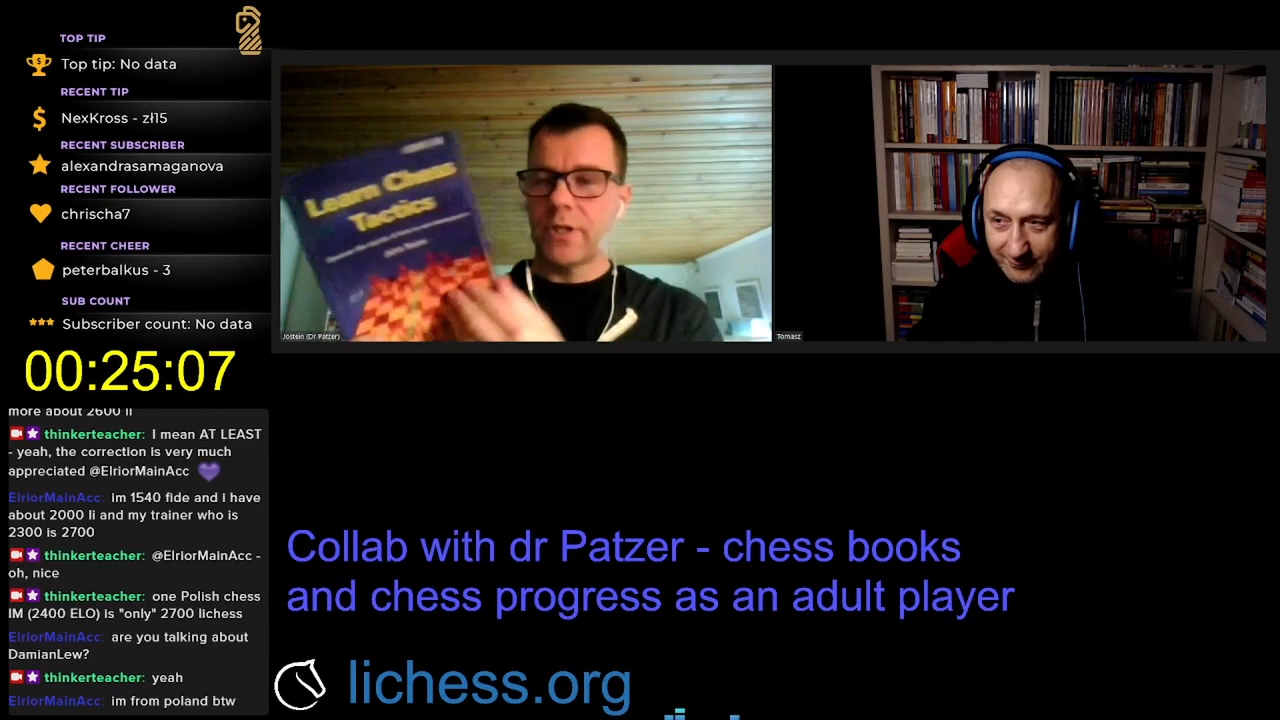 TOP TIP
Top tip: No data
RECENT TIP
NexKross - zł15
RECENT SUBSCRIBER
alexandrasamaganova
RECENT FOLLOWER
chrischa7
RECENT CHEER
peterbalkus - 3
SUB COUNT
Subscriber count: No data
00:25:07
more about 2600 li
thinkerteacher: I mean AT LEAST
- yeah, the correction is very much
appreciated @ElriorMainAcc
ElriorMainAcc: im 1540 fide and i have
about 2000 li and my trainer who is
2300 is 2700
thinkerteacher: @ElriorMainAcc -
oh, nice
thinkerteacher: one Polish chess
IM (2400 ELO) is "only" 2700 lichess
ElriorMainAcc: are you talking about
DamianLew?
thinkerteacher: yeah
ElriorMainAcc: im from poland btw
Learn Chess
Tactics
Jostein (Dr Patzer)
Tomasz
Collab with dr Patzer - chess books
and chess progress as an adult player
lichess.org